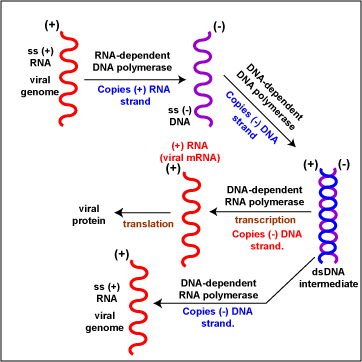 (+)
(-)
ss (+)
RNA
viral
genome
RNA-dependent
DNA polymerase
Copies (+) RNA
strand
ss (-)
DNA
DNA-dependent
DNA polymerase
Copies (-) DNA
strand
(+) RNA
(viral mRNA)
(+)
(+)
(-)
DNA-dependent
RNA polymerase
viral
protein
translation
transcription
Copies (-) DNA
strand.
dsDNA
intermediate
(+)
ss (+)
RNA
viral
genome
DNA-dependent
RNA polymerase
Copies (-) DNA
strand.